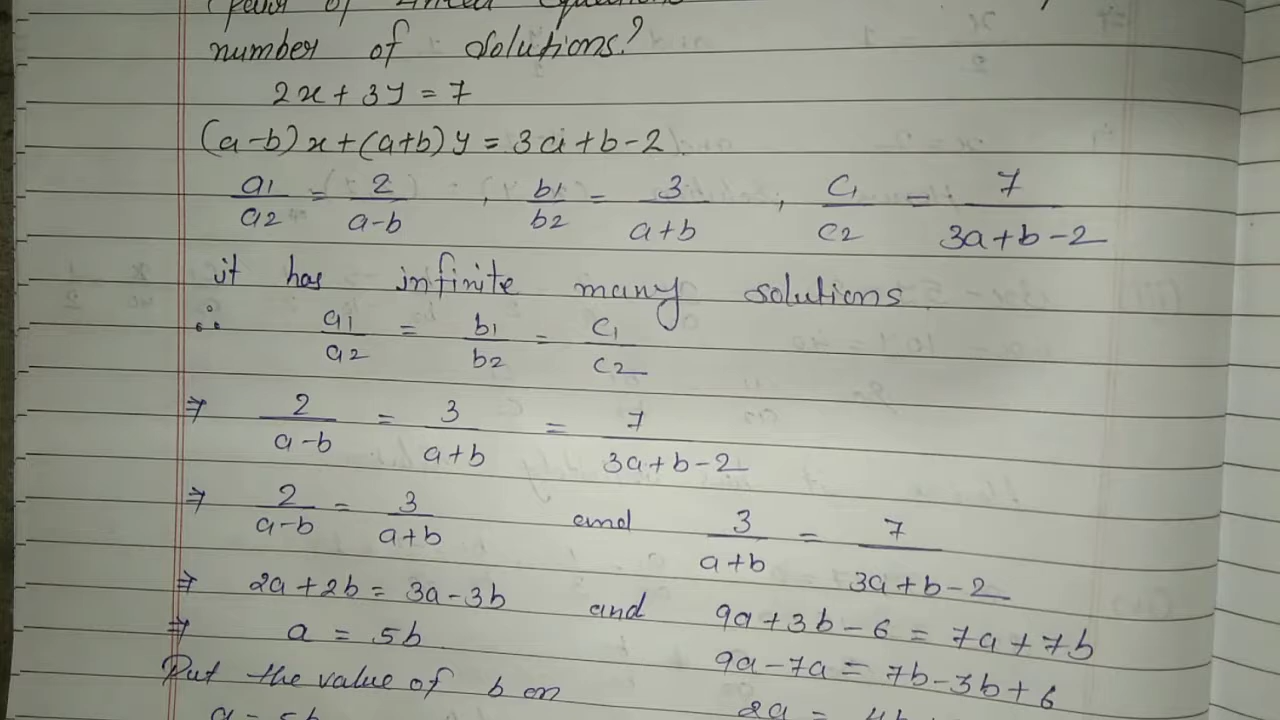 of
number of solutions?
2x + 3y = 7
(a-b)x + (a+b)y = 3a + b - 2
a1/a2 = 2/a-b , b1/b2 = 3/a+b , C1/C2 = 7/3a+b-2
it has infinite many solutions
∴ a1/a2 = b1/b2 = C1/C2
⇒ 2/a-b = 3/a+b = 7/3a+b-2
⇒ 2/a-b = 3/a+b and 3/a+b = 7/3a+b-2
⇒ 2a + 2b = 3a - 3b and 9a + 3b - 6 = 7a + 7b
⇒ a = 5b 9a - 7a = 7b - 3b + 6
Put the value of b on 2a =